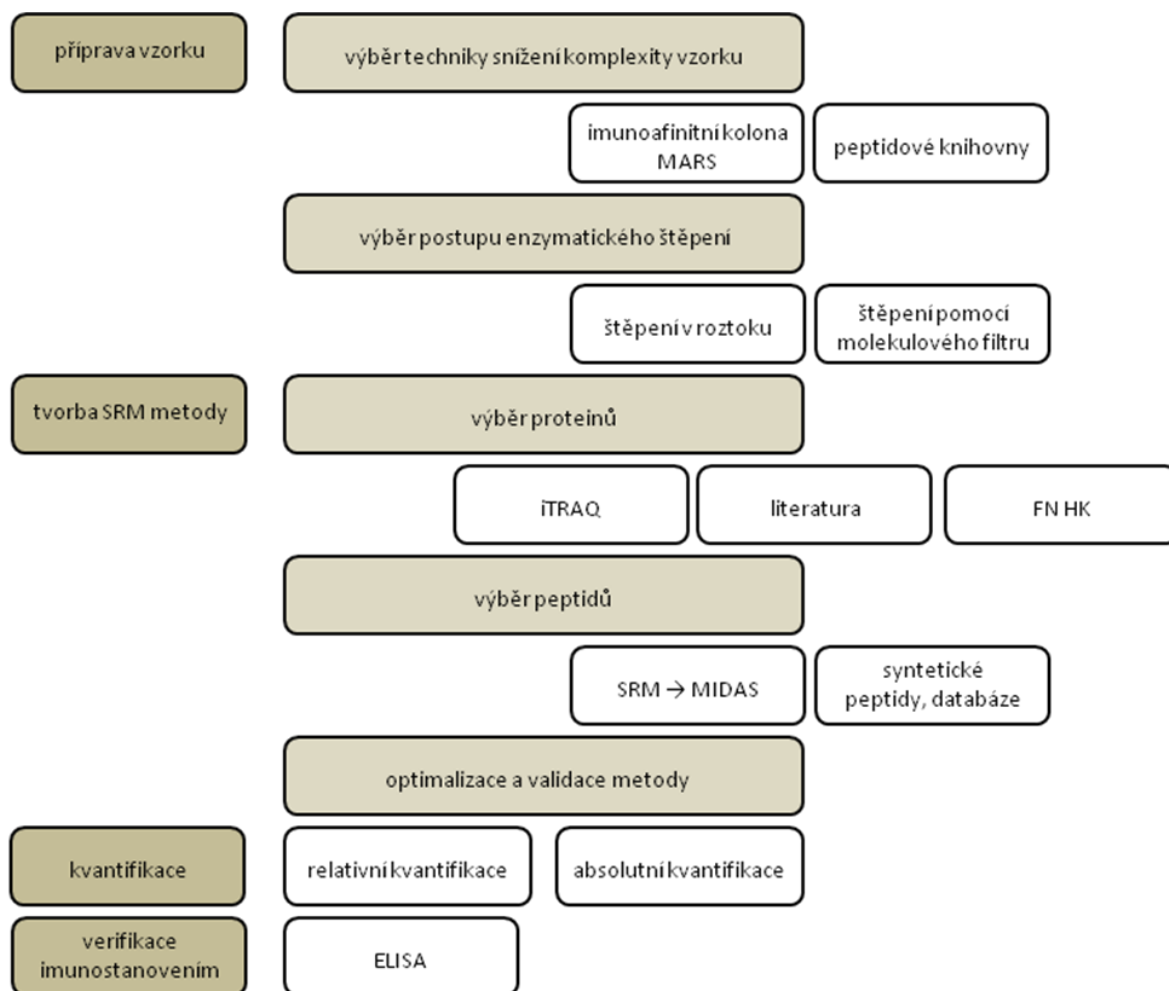 příprava vzorku
výběr techniky snížení komplexity vzorku
imunoafinitní kolona
MARS
peptidové knihovny
výběr postupu enzymatického štěpení
štěpení v roztoku
štěpení pomocí
molekulového filtru
tvorba SRM metody
výběr proteinů
iTRAQ
literatura
FN HK
výběr peptidů
SRM → MIDAS
syntetické
peptidy, databáze
optimalizace a validace metody
kvantifikace
relativní kvantifikace
absolutní kvantifikace
verifikace
imunostanovením
ELISA